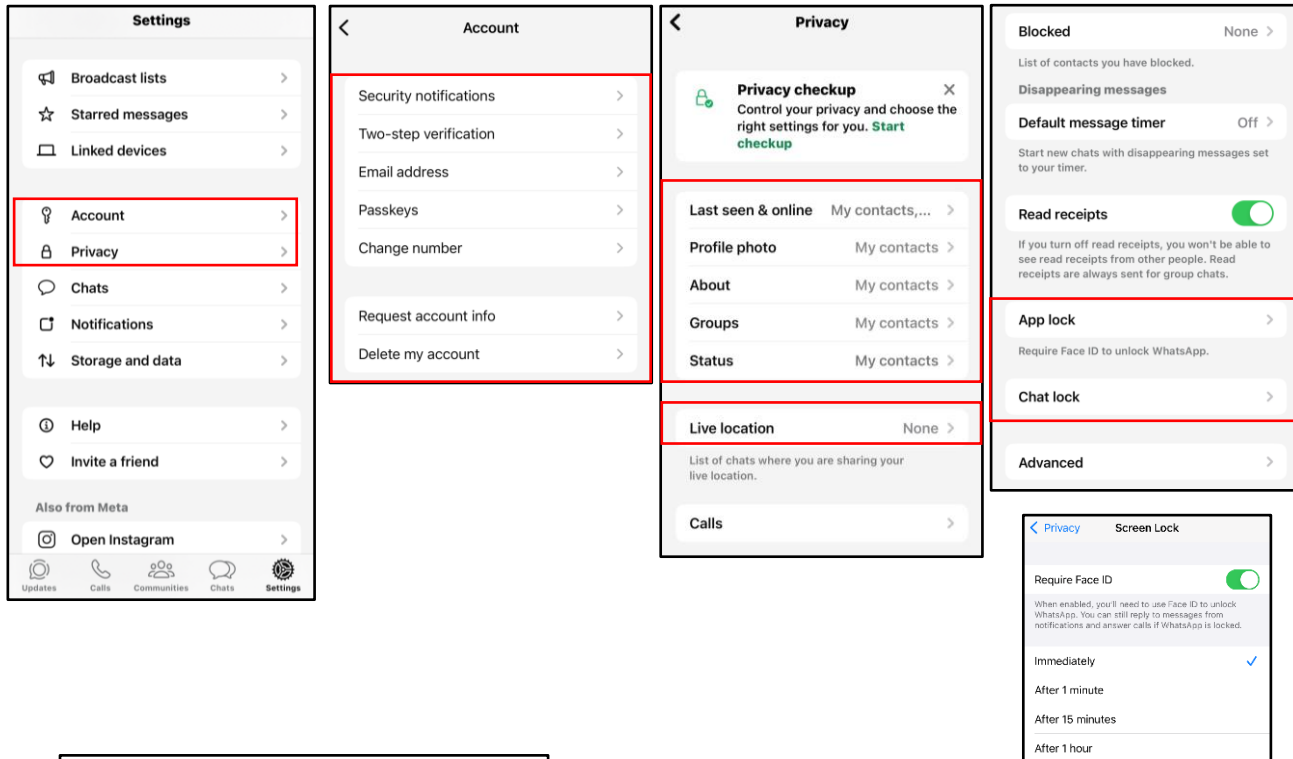 Settings
Broadcast lists
Starred messages
Linked devices
Account
Privacy
Chats
Notifications
Storage and data
Help
Invite a friend
Also from Meta
Open Instagram
Updates Calls Communities Chats Settings
Account
Security notifications
Two-step verification
Email address
Passkeys
Change number
Request account info
Delete my account
Privacy
Privacy checkup
Control your privacy and choose the
right settings for you. Start
checkup
Last seen & online My contacts,...
Profile photo My contacts
About My contacts
Groups My contacts
Status My contacts
Live location None
List of chats where you are sharing your
live location.
Calls
Blocked None
List of contacts you have blocked.
Disappearing messages
Default message timer Off
Start new chats with disappearing messages set
to your timer.
Read receipts
If you turn off read receipts, you won't be able to
see read receipts from other people. Read
receipts are always sent for group chats.
App lock
Require Face ID to unlock WhatsApp.
Chat lock
Advanced
Privacy Screen Lock
Require Face ID
When enabled, you'll need to use Face ID to unlock
WhatsApp. You can still reply to messages from
notifications and answer calls if WhatsApp is locked.
Immediately
After 1 minute
After 15 minutes
After 1 hour